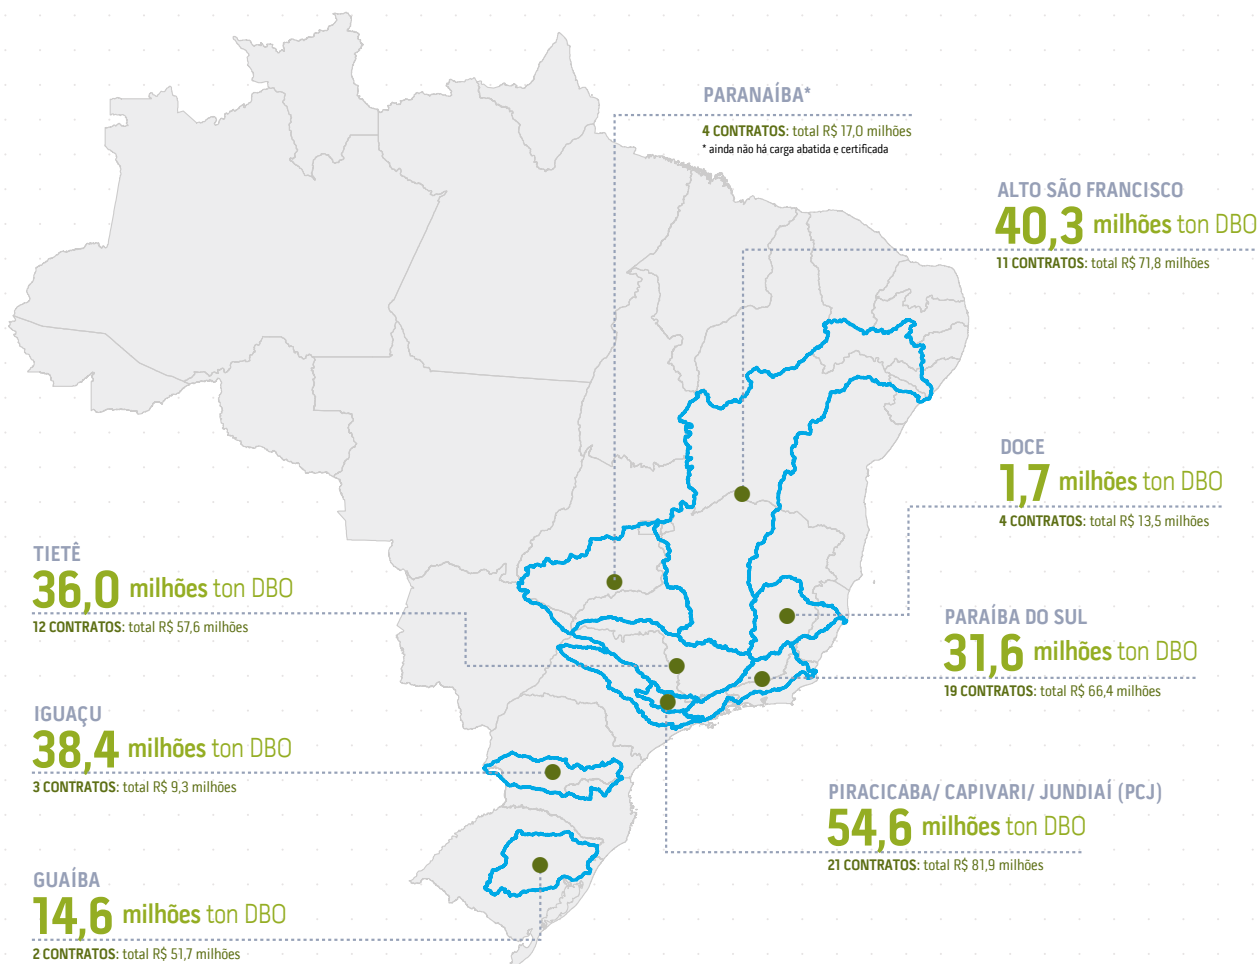 PARANAÍBA*
4 CONTRATOS: total R$ 17,0 milhões
* ainda não há carga abatida e certificada
ALTO SÃO FRANCISCO
40,3 milhões ton DBO
11 CONTRATOS: total R$ 71,8 milhões
DOCE
1,7 milhões ton DBO
4 CONTRATOS: total R$ 13,5 milhões
TIETÊ
36,0 milhões ton DBO
12 CONTRATOS: total R$ 57,6 milhões
PARAÍBA DO SUL
31,6 milhões ton DBO
19 CONTRATOS: total R$ 66,4 milhões
IGUAÇU
38,4 milhões ton DBO
3 CONTRATOS: total R$ 9,3 milhões
PIRACICABA/ CAPIVARI/ JUNDIAÍ (PCJ)
54,6 milhões ton DBO
21 CONTRATOS: total R$ 81,9 milhões
GUAÍBA
14,6 milhões ton DBO
2 CONTRATOS: total R$ 51,7 milhões